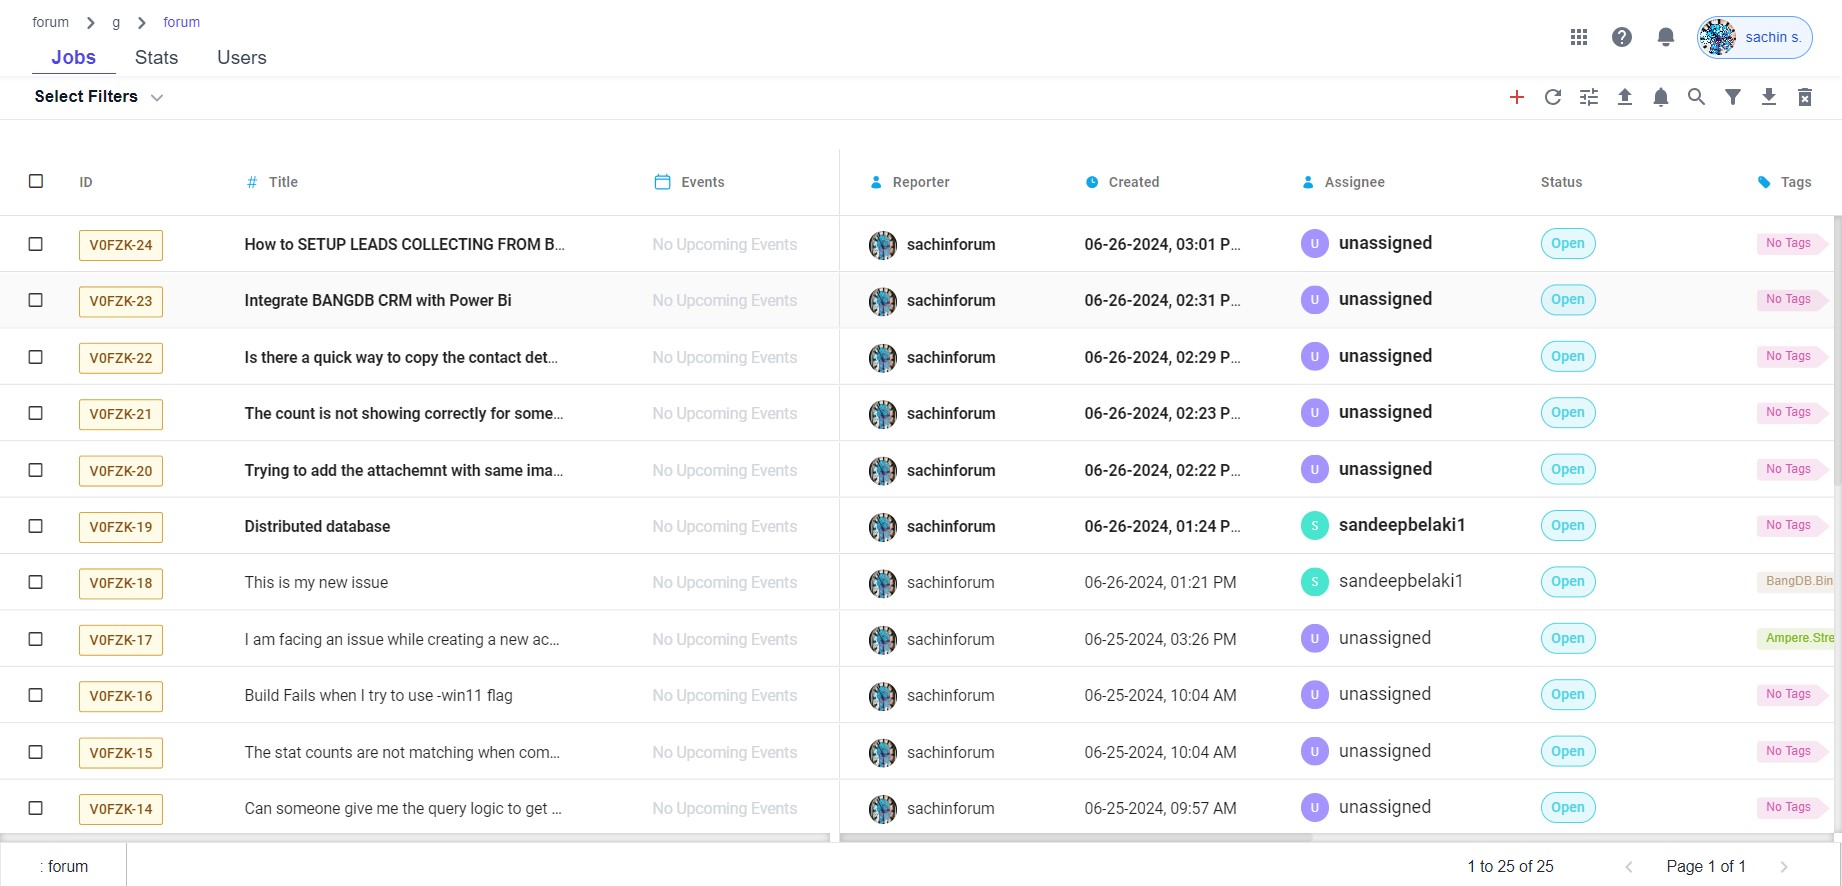 forum g forum
Jobs Stats Users
sachin s.
Select Filters
ID # Title Events Reporter Created Assignee Status Tags
V0FZK-24 How to SETUP LEADS COLLECTING FROM B... No Upcoming Events sachinforum 06-26-2024, 03:01 P... U unassigned Open No Tags
V0FZK-23 Integrate BANGDB CRM with Power Bi No Upcoming Events sachinforum 06-26-2024, 02:31 P... U unassigned Open No Tags
V0FZK-22 Is there a quick way to copy the contact det... No Upcoming Events sachinforum 06-26-2024, 02:29 P... U unassigned Open No Tags
V0FZK-21 The count is not showing correctly for some... No Upcoming Events sachinforum 06-26-2024, 02:23 P... U unassigned Open No Tags
V0FZK-20 Trying to add the attachemnt with same ima... No Upcoming Events sachinforum 06-26-2024, 02:22 P... U unassigned Open No Tags
V0FZK-19 Distributed database No Upcoming Events sachinforum 06-26-2024, 01:24 P... S sandeepbelaki1 Open No Tags
V0FZK-18 This is my new issue No Upcoming Events sachinforum 06-26-2024, 01:21 PM S sandeepbelaki1 Open BangDB.Bin
V0FZK-17 I am facing an issue while creating a new ac... No Upcoming Events sachinforum 06-25-2024, 03:26 PM U unassigned Open Ampere.Stre
V0FZK-16 Build Fails when I try to use -win11 flag No Upcoming Events sachinforum 06-25-2024, 10:04 AM U unassigned Open No Tags
V0FZK-15 The stat counts are not matching when com... No Upcoming Events sachinforum 06-25-2024, 10:04 AM U unassigned Open No Tags
V0FZK-14 Can someone give me the query logic to get ... No Upcoming Events sachinforum 06-25-2024, 09:57 AM U unassigned Open No Tags
: forum 1 to 25 of 25 Page 1 of 1